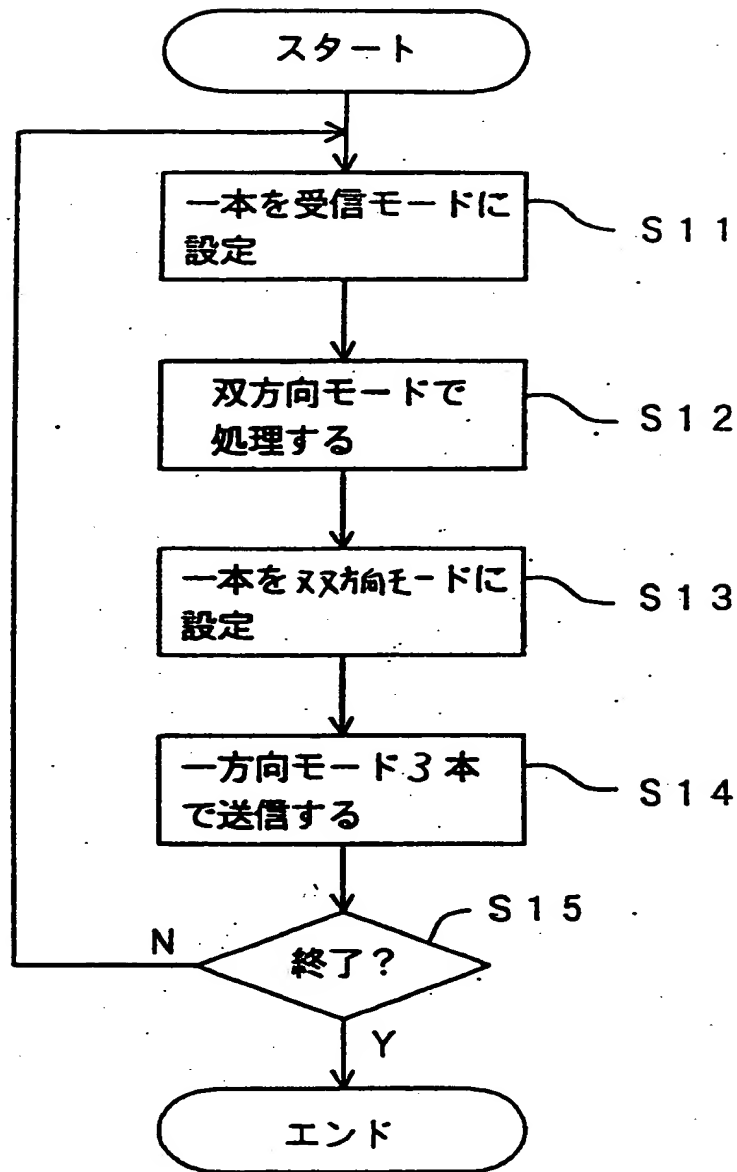 スタート
一本を受信モードに
設定
S11
双方向モードで
処理する
S12
一本を双方向モードに
設定
S13
一方向モード3本
で送信する
S14
S15
終了?
N
Y
エンド